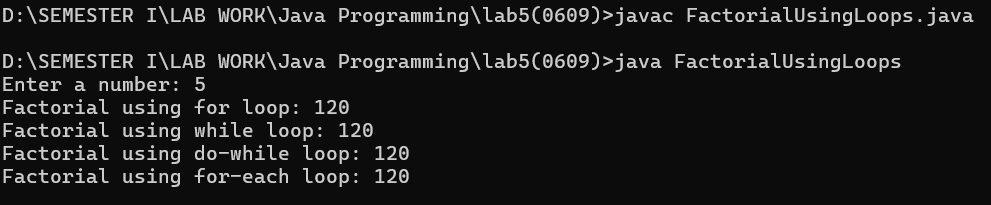 D:\SEMESTER I\LAB WORK\Java Programming\lab5(0609)>javac FactorialUsingLoops.java
D:\SEMESTER I\LAB WORK\Java Programming\lab5(0609)>java FactorialUsingLoops
Enter a number: 5
Factorial using for loop: 120
Factorial using while loop: 120
Factorial using do-while loop: 120
Factorial using for-each loop: 120